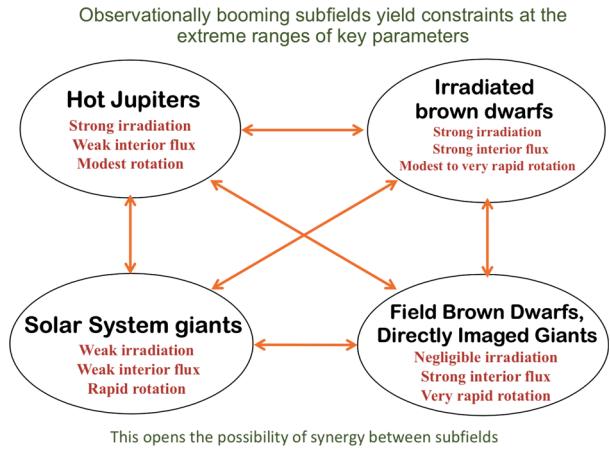 Observationally booming subfields yield constraints at the
extreme ranges of key parameters
Hot Jupiters
Strong irradiation
Weak interior flux
Modest rotation
Irradiated
brown dwarfs
Strong irradiation
Strong interior flux
Modest to very rapid rotation
Solar System giants
Weak irradiation
Weak interior flux
Rapid rotation
Field Brown Dwarfs,
Directly Imaged Giants
Negligible irradiation
Strong interior flux
Very rapid rotation
This opens the possibility of synergy between subfields